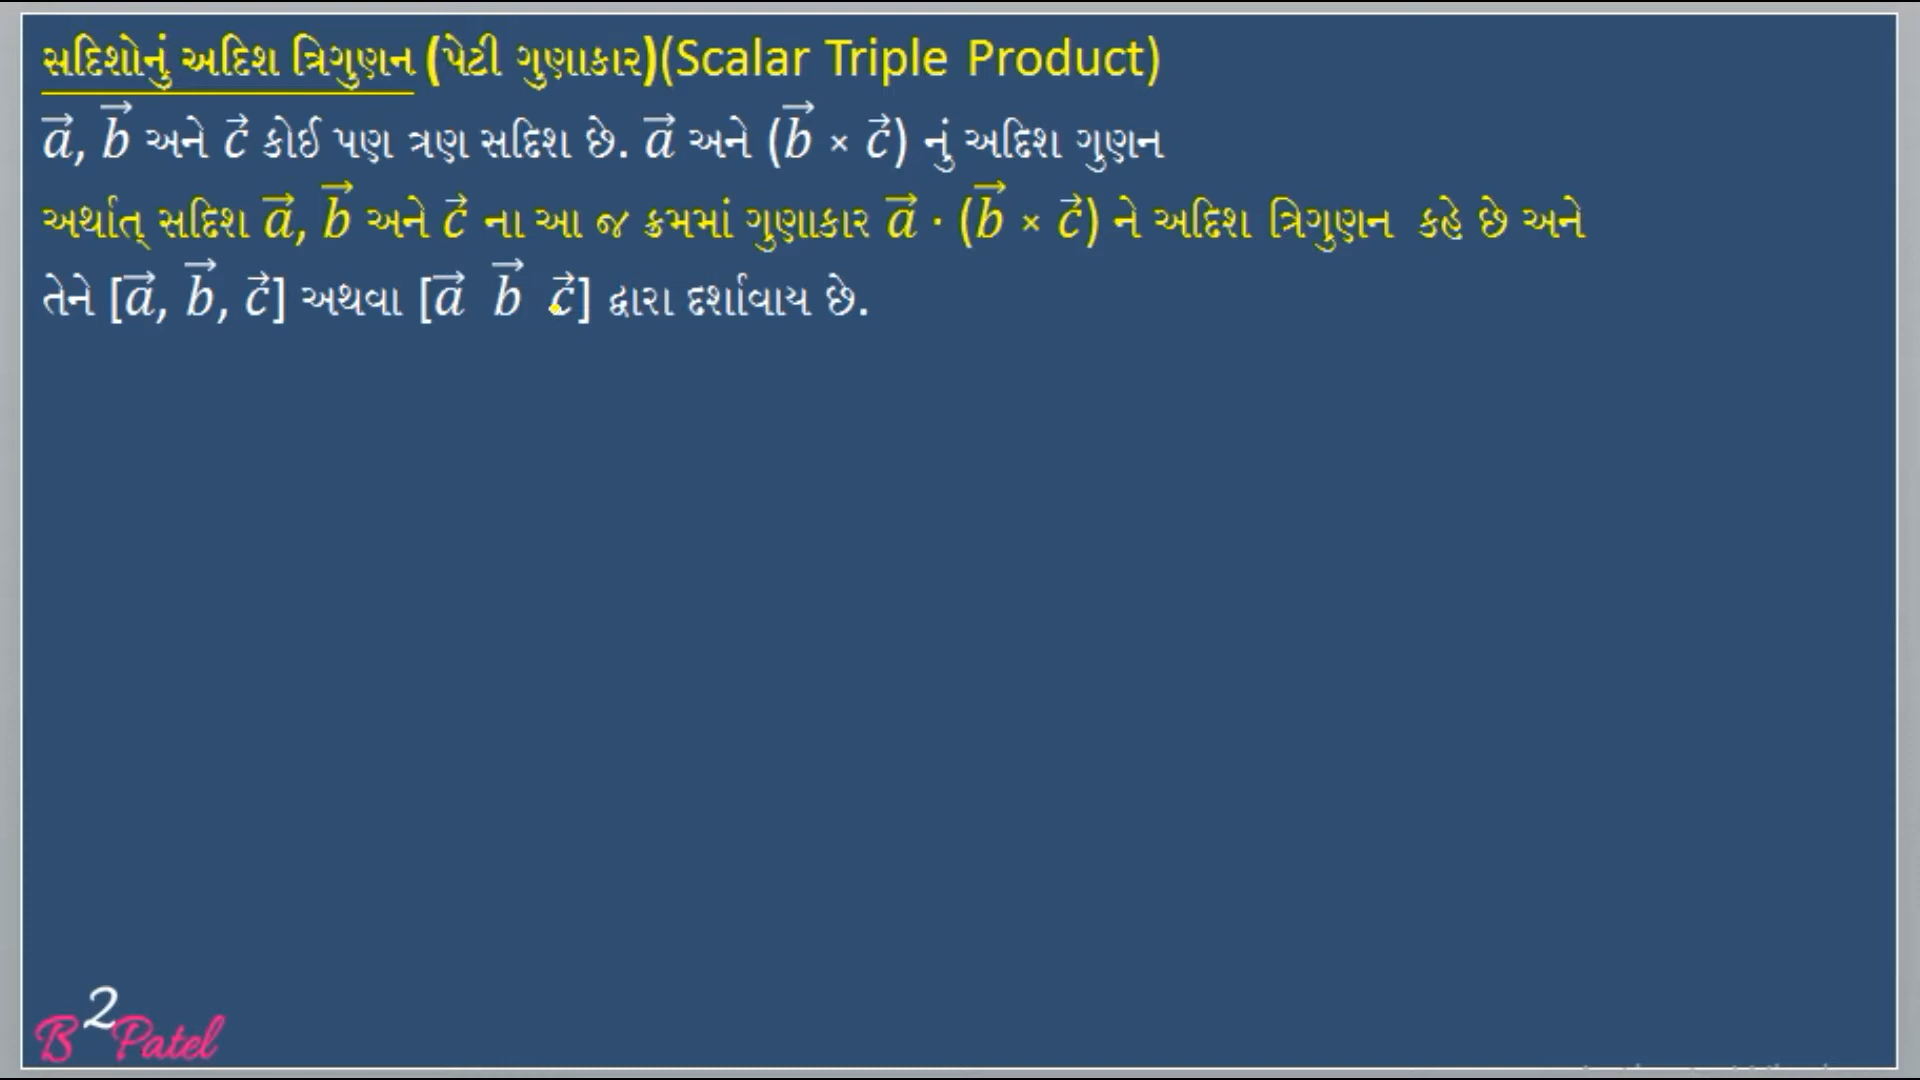 સદિશોનું અદિશ ત્રિગુણન (પેટી ગુણાકાર)(Scalar Triple Product)
a⃗, b⃗ અને c⃗ કોઈ પણ ત્રણ સદિશ છે. a⃗ અને (b⃗ × c⃗) નું અદિશ ગુણન
અર્થાત્ સદિશ a⃗, b⃗ અને c⃗ ના આ જ ક્રમમાં ગુણાકાર a⃗ · (b⃗ × c⃗) ને અદિશ ત્રિગુણન કહે છે અને
તેને [a⃗, b⃗, c⃗] અથવા [a⃗ b⃗ c⃗] દ્વારા દર્શાવાય છે.
B 2 Patel